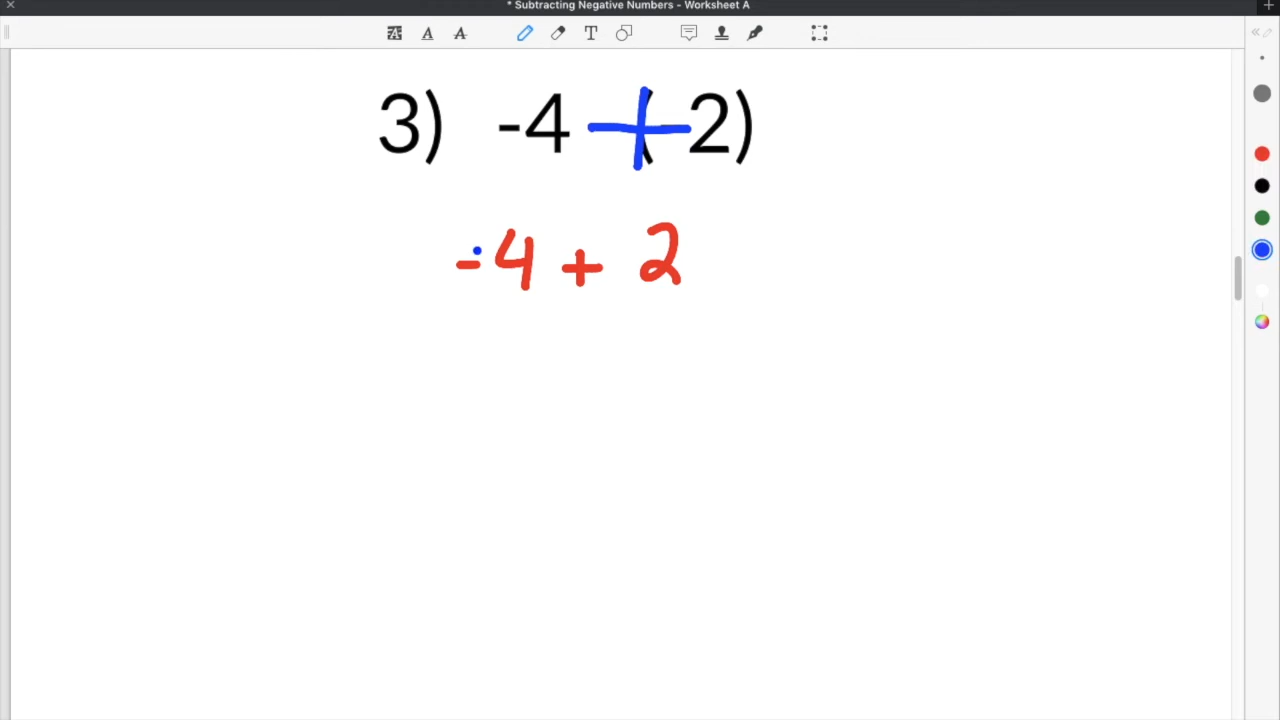 * Subtracting Negative Numbers - Worksheet A
A A A T
3) -4 -(-2)
-4 + 2